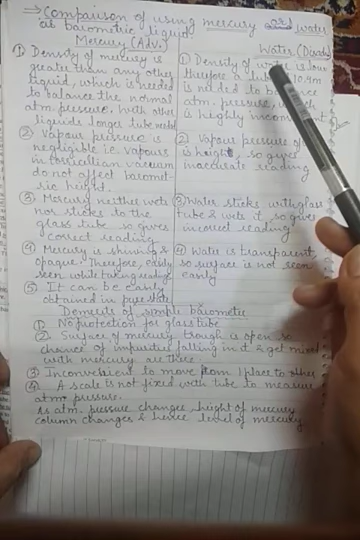 → Comparison of using mercury and water
as barometric liquid
Mercury (Adv.)
① Density of mercury is
greater than any other
liquid, which is needed
to balance the normal
atm. pressure. With other
liquids longer tube needed
② Vapour pressure is
negligible i.e. vapours
in torricellian vacuum
do not affect baromet-
ric height.
③ Mercury neither wets
nor sticks to the
glass tube so gives
correct reading
④ Mercury is shining &
opaque, Therefore, easily
seen while taking reading
⑤ It can be easily
obtained in pure state
Water (Disadv
① Density of water is low
therefore a tube 10.4m
is needed to balance
atm. pressure, which
is highly
② Vapour pressure of
is height, so gives
inaccurate reading
③ Water sticks with glass
tube & wets it, so gives
incorrect reading
④ Water is transparent,
so surface is not seen
easily
Demerits of simple barometer
① No protection for glass tube
② Surface of mercury trough is open so
chance of impurities falling in it & get mixed
with mercury are there.
③ Inconvenient to move from 1 place to other
④ A scale is not fixed with tube to measure
atm. pressure.
As atm. pressure changes, height of mercury
column changes & hence level of mercury